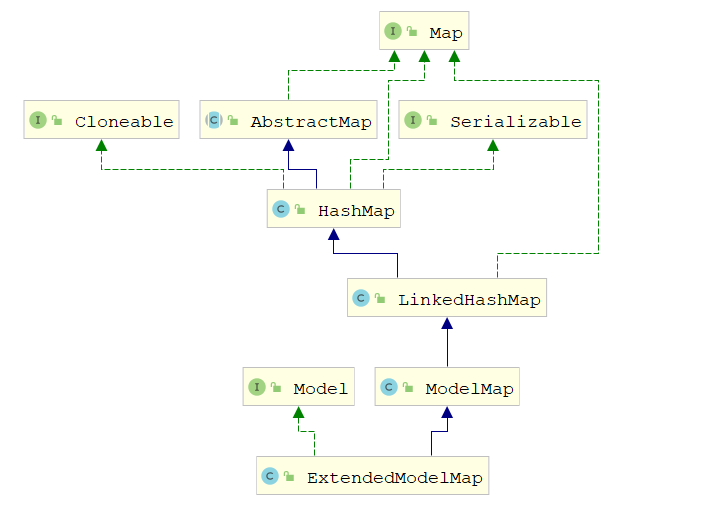 I Map
I Cloneable
C AbstractMap
I Serializable
C HashMap
C LinkedHashMap
I Model
C ModelMap
C ExtendedModelMap